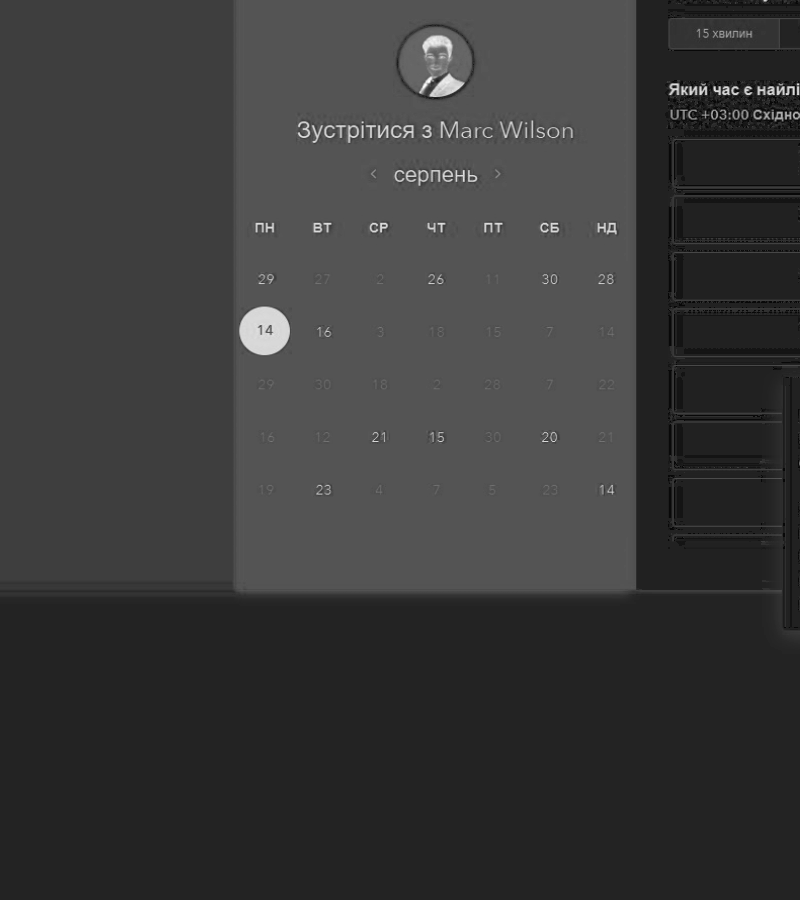 15 хвилин
Який час є найлі
UTC +03:00 Східно
Зустрітися з Marc Wilson
‹ серпень ›
ПН ВТ СР ЧТ ПТ СБ НД
29 27 2 26 11 30 28
14 16 3 18 15 7 14
29 30 18 2 28 7 22
16 12 21 15 30 20 21
19 23 4 7 5 23 14